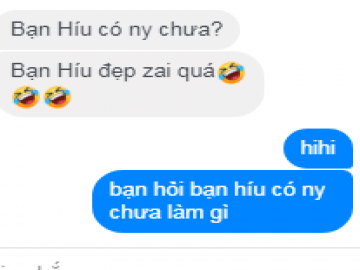 Bạn Híu có ny chưa?
Bạn Híu đẹp zai quá🤣
🤣🤣
hihi
bạn hỏi bạn híu có ny
chưa làm gì